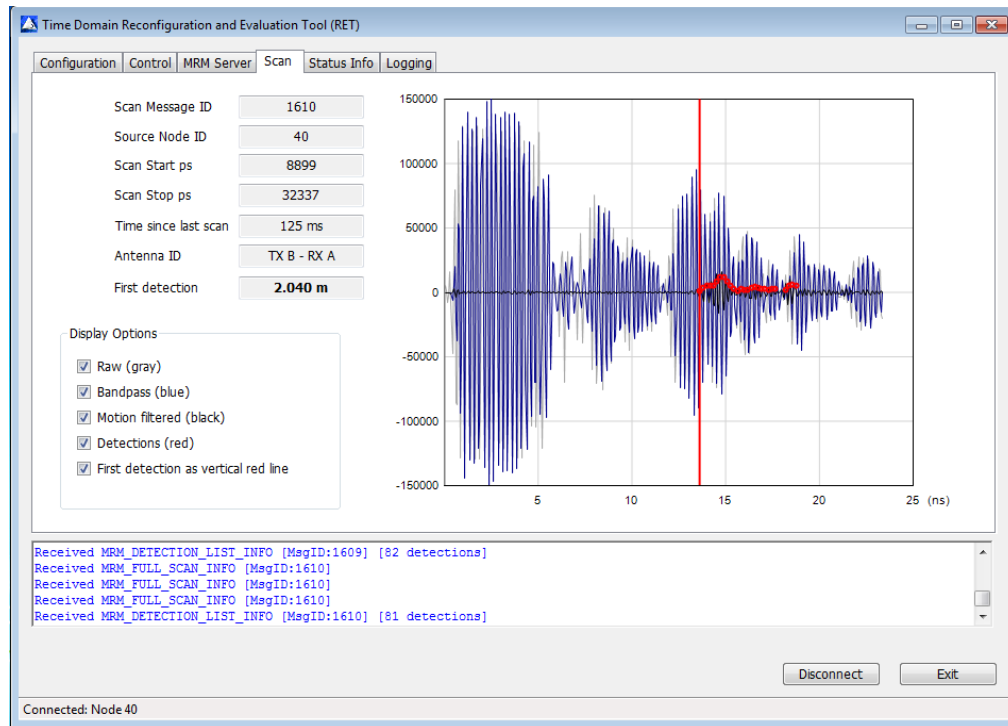 Time Domain Reconfiguration and Evaluation Tool (RET)
Configuration Control MRM Server Scan Status Info Logging
Scan Message ID 1610
Source Node ID 40
Scan Start ps 8899
Scan Stop ps 32337
Time since last scan 125 ms
Antenna ID TX B - RX A
First detection 2.040 m
Display Options
Raw (gray)
Bandpass (blue)
Motion filtered (black)
Detections (red)
First detection as vertical red line
150000
100000
50000
0
-50000
-100000
-150000
5 10 15 20 25 (ns)
Received MRM_DETECTION_LIST_INFO [MsgID:1609] [82 detections]
Received MRM_FULL_SCAN_INFO [MsgID:1610]
Received MRM_FULL_SCAN_INFO [MsgID:1610]
Received MRM_FULL_SCAN_INFO [MsgID:1610]
Received MRM_DETECTION_LIST_INFO [MsgID:1610] [81 detections]
Disconnect Exit
Connected: Node 40